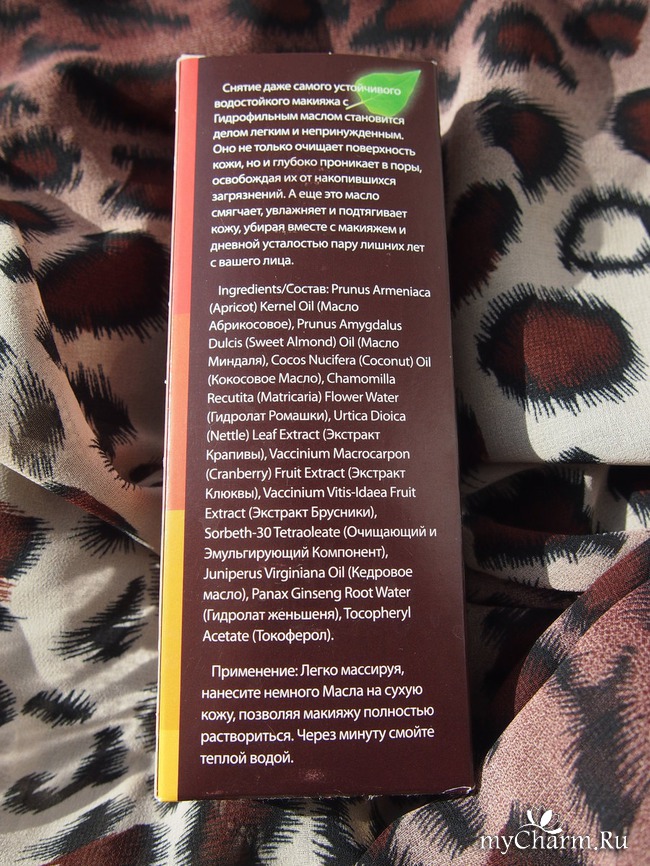 Снятие даже самого устойчивого
водостойкого макияжа с
Гидрофильным маслом становится
делом легким и непринужденным.
Оно не только очищает поверхность
кожи, но и глубоко проникает в поры,
освобождая их от накопившихся
загрязнений. А еще это масло
смягчает, увлажняет и подтягивает
кожу, убирая вместе с макияжем и
дневной усталостью пару лишних лет
с вашего лица.
Ingredients/Состав: Prunus Armeniaca
(Apricot) Kernel Oil (Масло
Абрикосовое), Prunus Amygdalus
Dulcis (Sweet Almond) Oil (Масло
Миндаля), Cocos Nucifera (Coconut) Oil
(Кокосовое Масло), Chamomilla
Recutita (Matricaria) Flower Water
(Гидролат Ромашки), Urtica Dioica
(Nettle) Leaf Extract (Экстракт
Крапивы), Vaccinium Macrocarpon
(Cranberry) Fruit Extract (Экстракт
Клюквы), Vaccinium Vitis-Idaea Fruit
Extract (Экстракт Брусники),
Sorbeth-30 Tetraoleate (Очищающий и
Эмульгирующий Компонент),
Juniperus Virginiana Oil (Кедровое
масло), Panax Ginseng Root Water
(Гидролат женьшеня), Tocopheryl
Acetate (Токоферол).
Применение: Легко массируя,
нанесите немного Масла на сухую
кожу, позволяя макияжу полностью
раствориться. Через минуту смойте
теплой водой.
myCharm.Ru